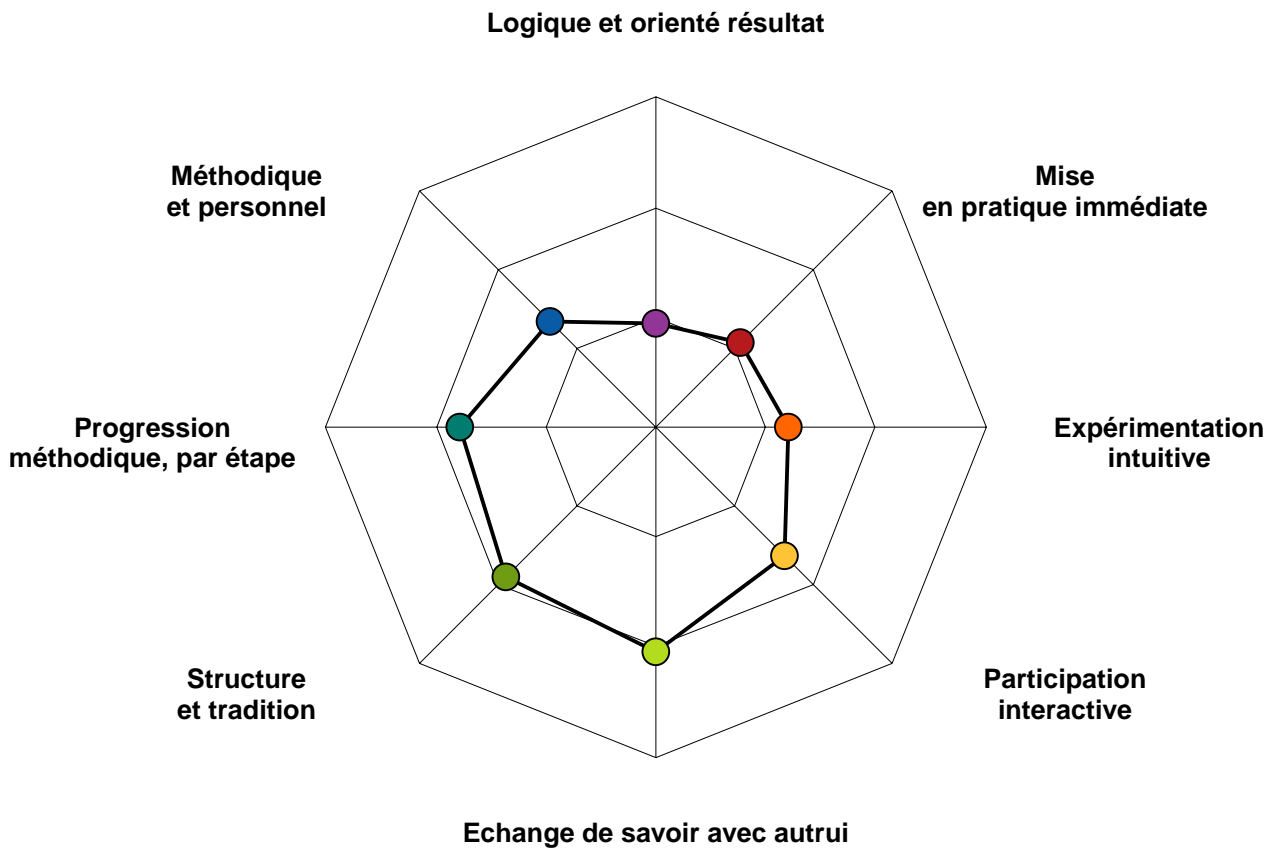 Logique et orienté résultat
Méthodique
et personnel
Mise
en pratique immédiate
Progression
méthodique, par étape
Expérimentation
intuitive
Structure
et tradition
Participation
interactive
Echange de savoir avec autrui